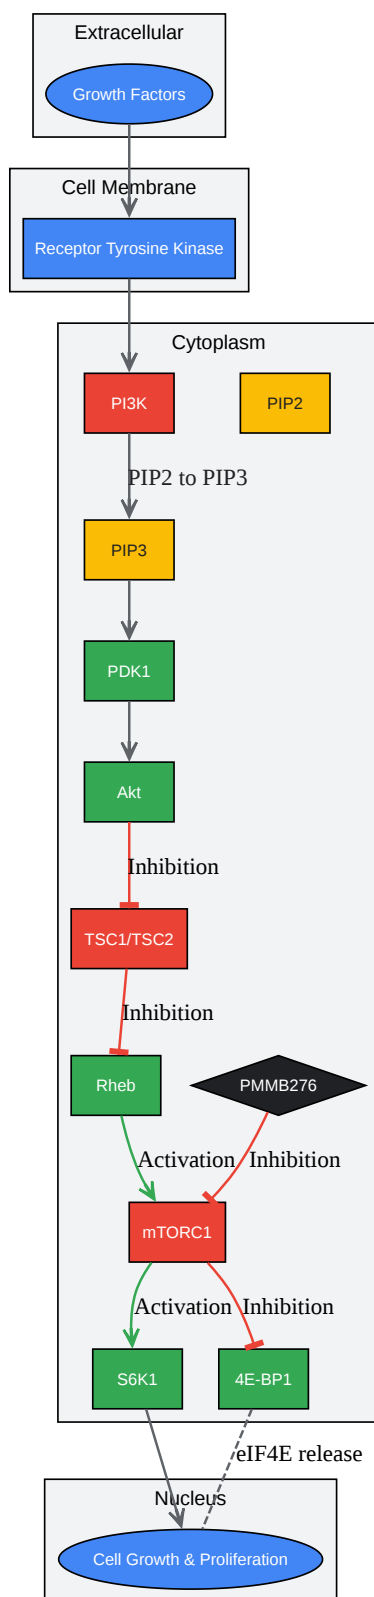 Extracellular
Growth Factors
Cell Membrane
Receptor Tyrosine Kinase
Cytoplasm
PI3K
PIP2
PIP2 to PIP3
PIP3
PDK1
Akt
Inhibition
TSC1/TSC2
Inhibition
Rheb
PMMB276
Activation
Inhibition
mTORC1
Activation
Inhibition
S6K1
4E-BP1
eIF4E release
Nucleus
Cell Growth & Proliferation